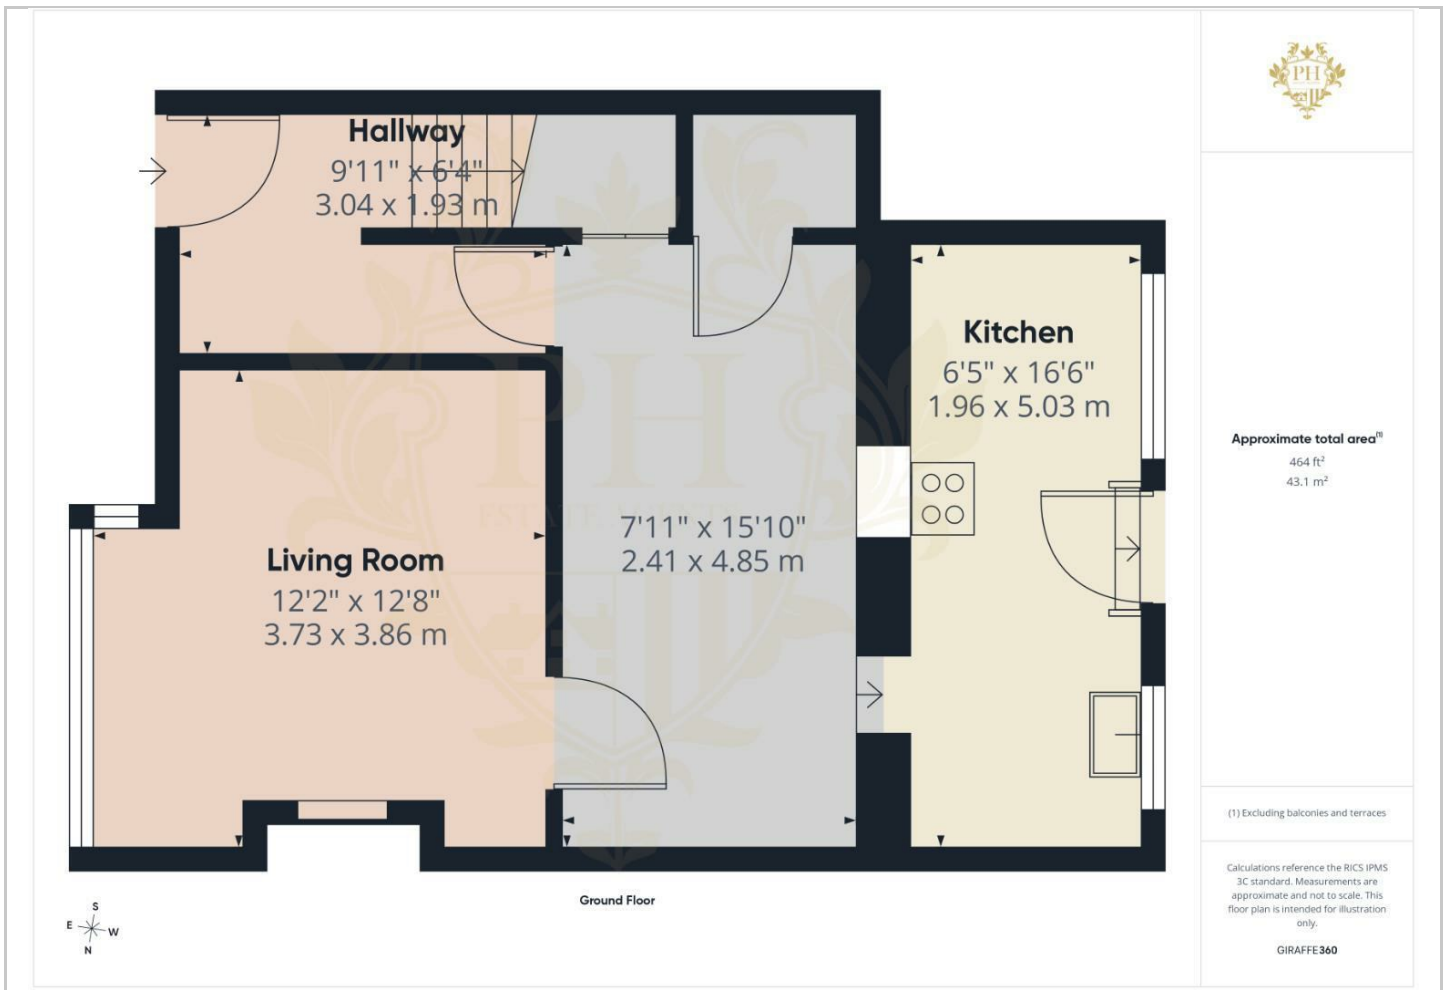 PH
Hallway
9'11" x 6'4"
3.04 x 1.93 m
Kitchen
6'5" x 16'6"
1.96 x 5.03 m
PH
7'11" x 15'10"
2.41 x 4.85 m
Living Room
12'2" x 12'8"
3.73 x 3.86 m
Ground Floor
S
E
W
N
Approximate total area(1)
464 ft²
43.1 m²
(1) Excluding balconies and terraces
Calculations reference the RICS IPMS
3C standard. Measurements are
approximate and not to scale. This
floor plan is intended for illustration
only.
GIRAFFE360